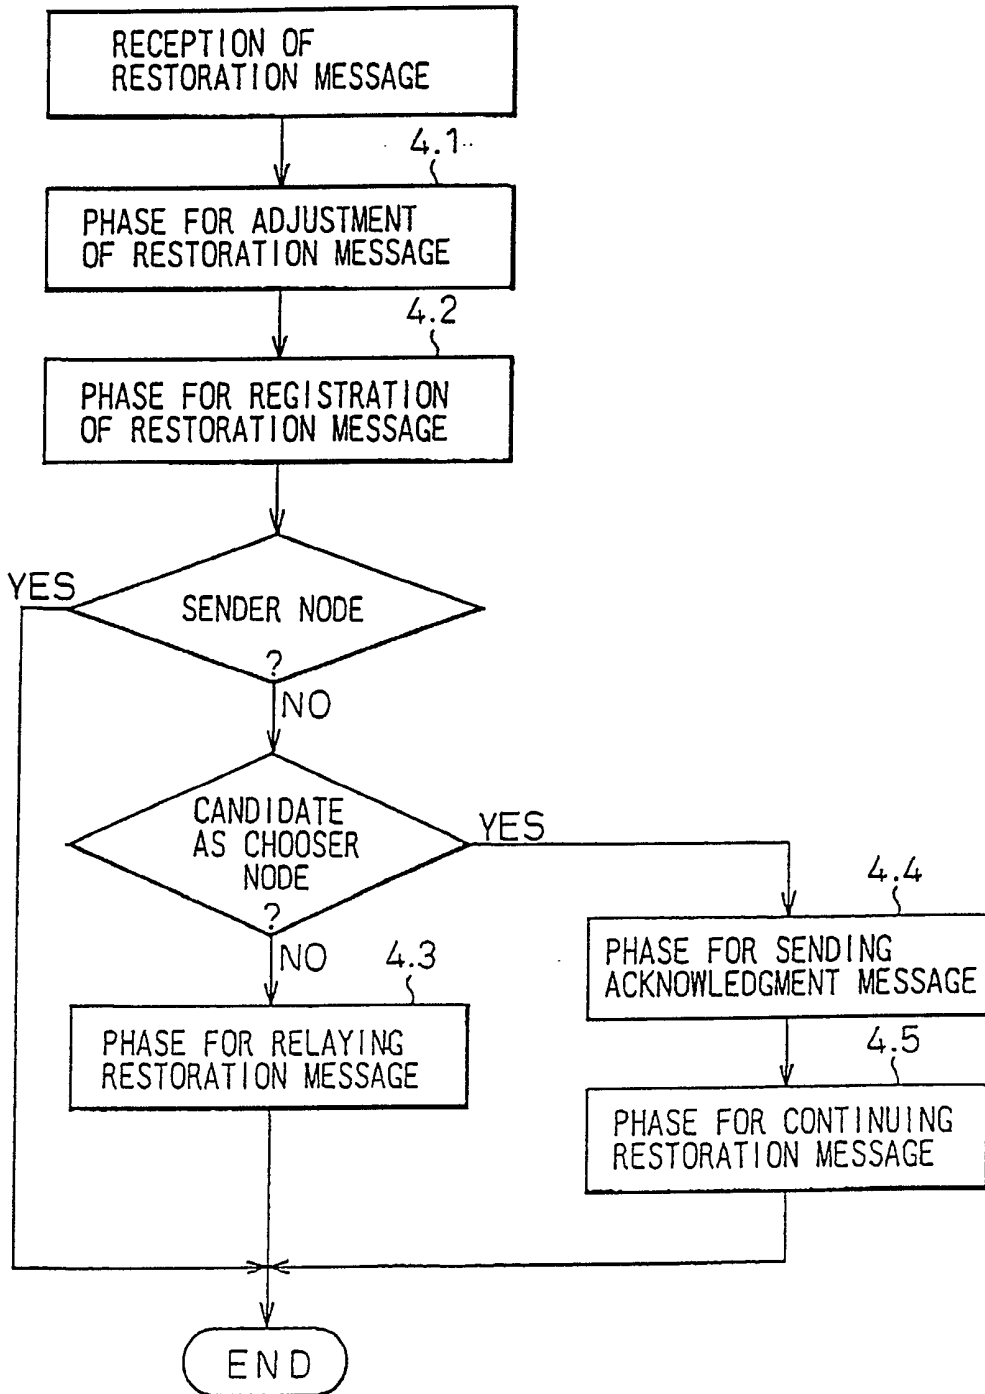 RECEPTION OF
RESTORATION MESSAGE
4.1
PHASE FOR ADJUSTMENT
OF RESTORATION MESSAGE
4.2
PHASE FOR REGISTRATION
OF RESTORATION MESSAGE
YES
SENDER NODE
?
NO
CANDIDATE
AS CHOOSER
NODE
?
YES
NO
4.3
PHASE FOR RELAYING
RESTORATION MESSAGE
4.4
PHASE FOR SENDING
ACKNOWLEDGMENT MESSAGE
4.5
PHASE FOR CONTINUING
RESTORATION MESSAGE
END